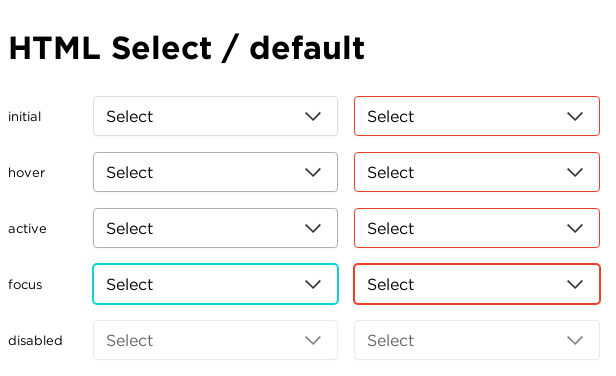 HTML Select / default
initial Select Select
hover Select Select
active Select Select
focus Select Select
disabled Select Select